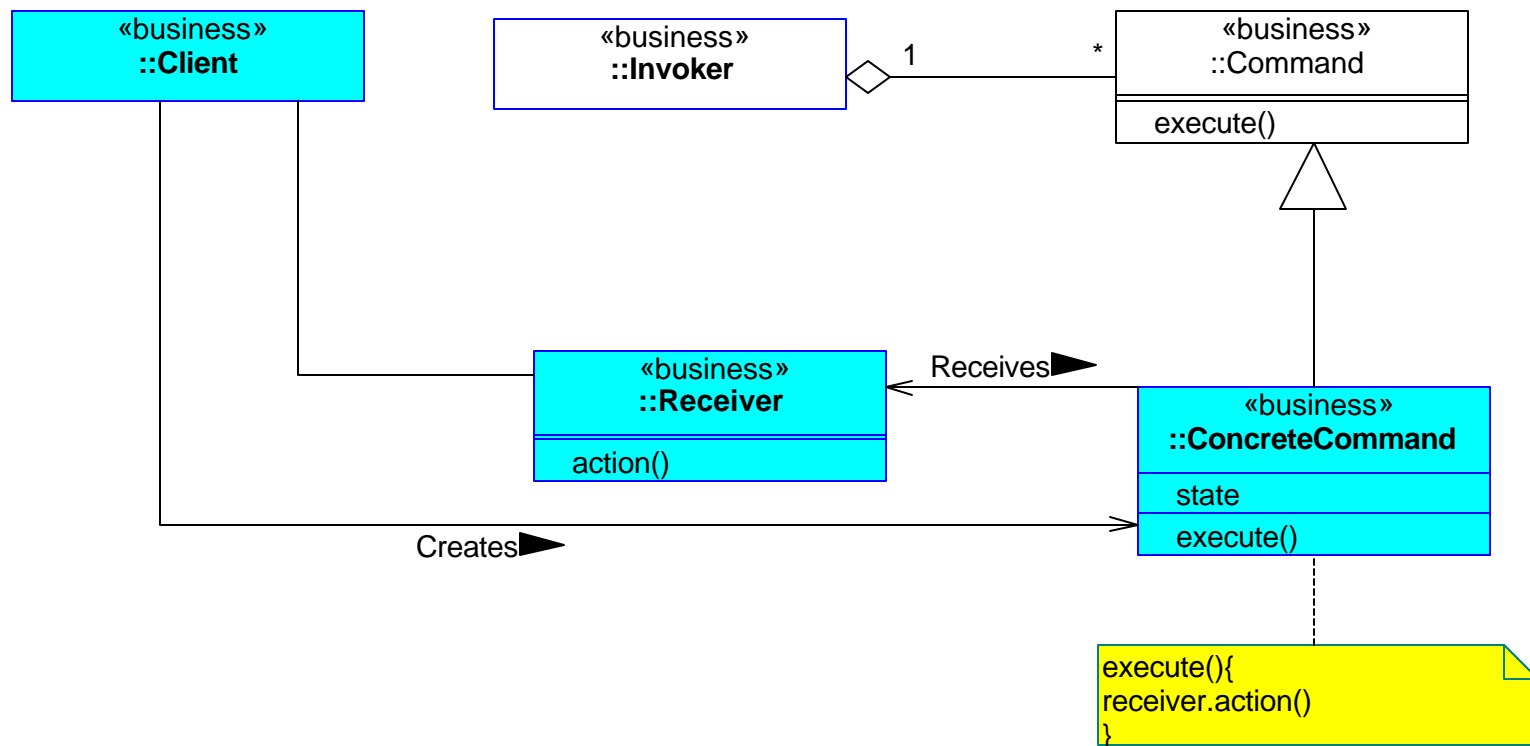 «business»
::Client
«business»
::Invoker
1
*
«business»
::Command
execute()
«business»
::Receiver
action()
Receives
«business»
::ConcreteCommand
state
execute()
Creates
execute(){
receiver.action()
}